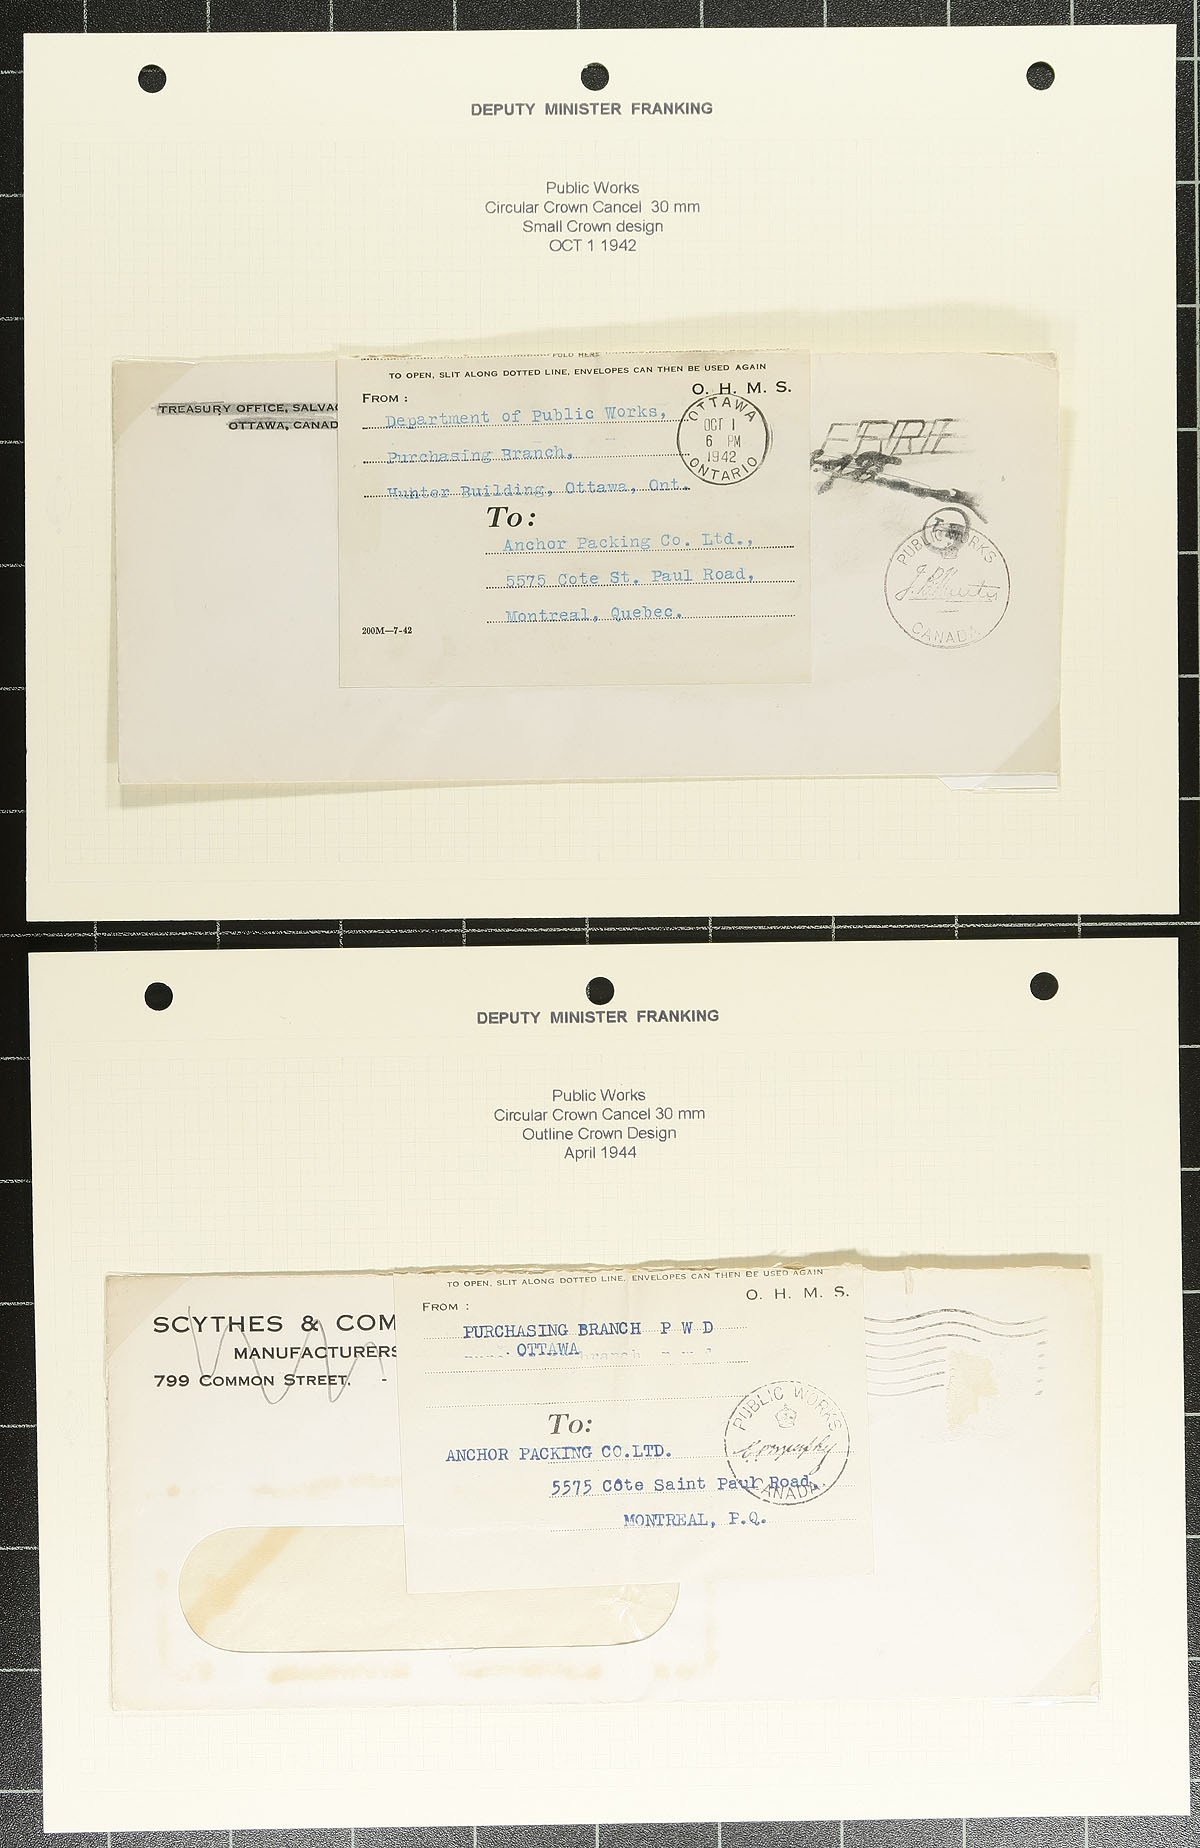 DEPUTY MINISTER FRANKING
Public Works
Circular Crown Cancel 30 mm
Small Crown design
OCT 1 1942
FOLD HERE
TO OPEN, SLIT ALONG DOTTED LINE, ENVELOPES CAN THEN BE USED AGAIN
O. H. M. S.
FROM :
TREASURY OFFICE, SALVAG
OTTAWA, CANAD
Department of Public Works,
Purchasing Branch,
Hunter Building, Ottawa, Ont.
OTTAWA
OCT 1
6 PM
1942
ONTARIO
FREE
To:
Anchor Packing Co. Ltd.,
5575 Cote St. Paul Road,
Montreal, Quebec.
200M—7-42
PUBLIC WORKS
CANADA
DEPUTY MINISTER FRANKING
Public Works
Circular Crown Cancel 30 mm
Outline Crown Design
April 1944
TO OPEN, SLIT ALONG DOTTED LINE, ENVELOPES CAN THEN BE USED AGAIN
O. H. M. S.
FROM :
SCYTHES & COM
MANUFACTURERS
799 COMMON STREET, -
PURCHASING BRANCH P W D
OTTAWA
To:
ANCHOR PACKING CO.LTD.
5575 Côte Saint Paul Road,
MONTREAL, P.Q.
PUBLIC WORKS
CANADA